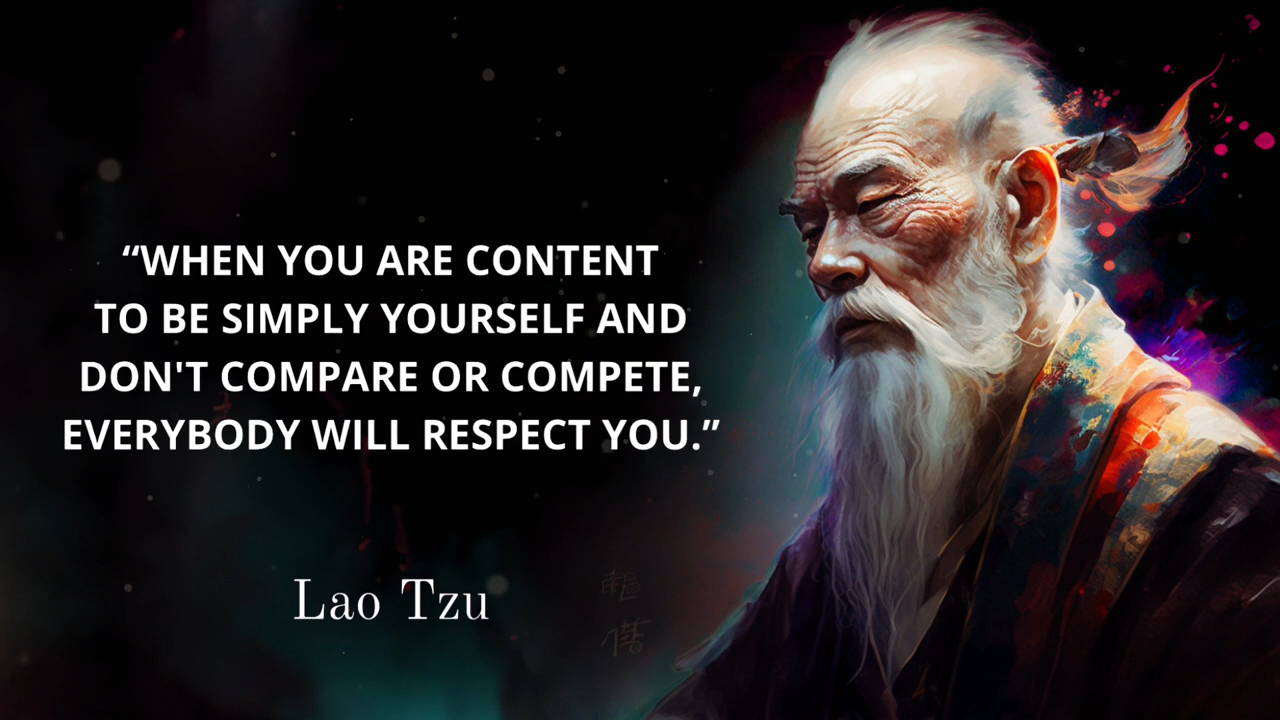 “WHEN YOU ARE CONTENT
TO BE SIMPLY YOURSELF AND
DON'T COMPARE OR COMPETE,
EVERYBODY WILL RESPECT YOU.”
Lao Tzu